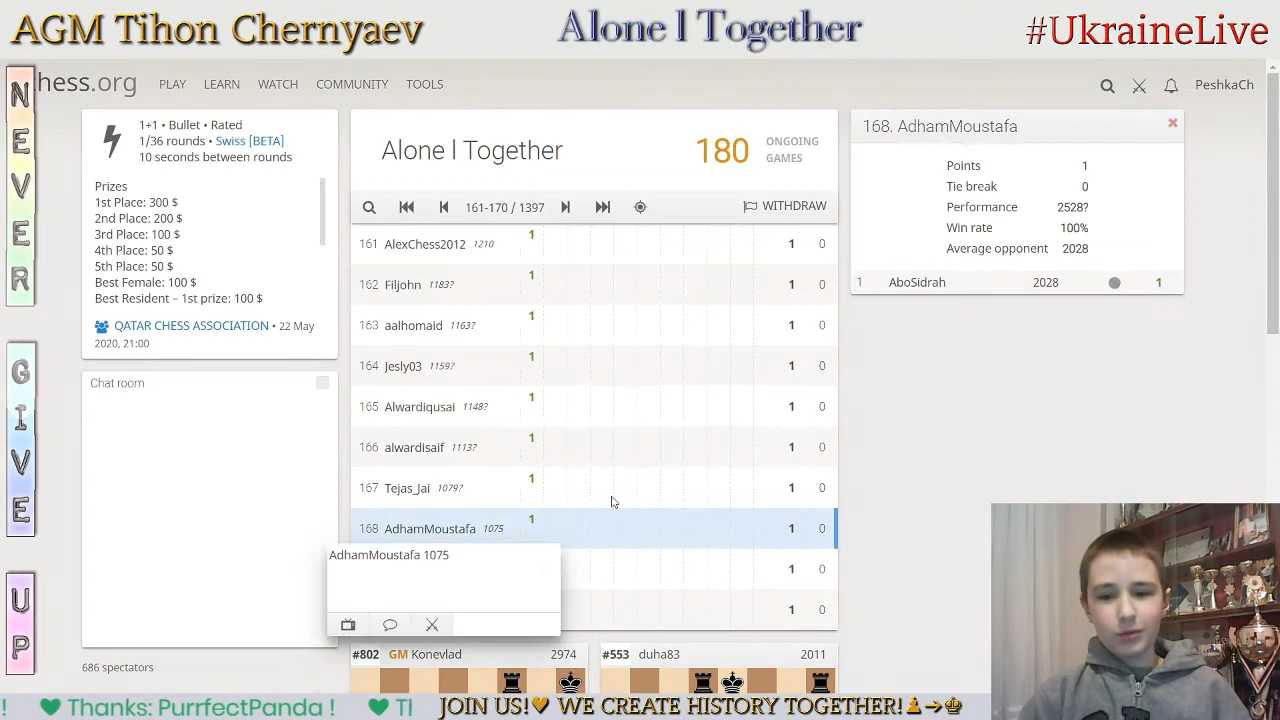 AGM Tihon Chernyaev
Alone l Together
#UkraineLive
hess.org
PLAY
LEARN
WATCH
COMMUNITY
TOOLS
PeshkaCh
NEVER
GIVE
UP
1+1 • Bullet • Rated
1/36 rounds • Swiss [BETA]
10 seconds between rounds
Prizes
1st Place: 300 $
2nd Place: 200 $
3rd Place: 100 $
4th Place: 50 $
5th Place: 50 $
Best Female: 100 $
Best Resident – 1st prize: 100 $
QATAR CHESS ASSOCIATION • 22 May
2020, 21:00
Chat room
686 spectators
Alone l Together
180
ONGOING
GAMES
161-170 / 1397
WITHDRAW
161 AlexChess2012 1210 1 1 0
162 Filjohn 1183? 1 1 0
163 aalhomaid 1163? 1 1 0
164 Jesly03 1159? 1 1 0
165 Alwardiqusai 1148? 1 1 0
166 alwardisaif 1113? 1 1 0
167 Tejas_Jai 1079? 1 1 0
168 AdhamMoustafa 1075 1 1 0
AdhamMoustafa 1075
1 0
1 0
#802 GM Konevlad 2974
#553 duha83 2011
168. AdhamMoustafa
Points 1
Tie break 0
Performance 2528?
Win rate 100%
Average opponent 2028
1 AboSidrah 2028 1
! Thanks: PurrfectPanda ! Tl
JOIN US! WE CREATE HISTORY TOGETHER!